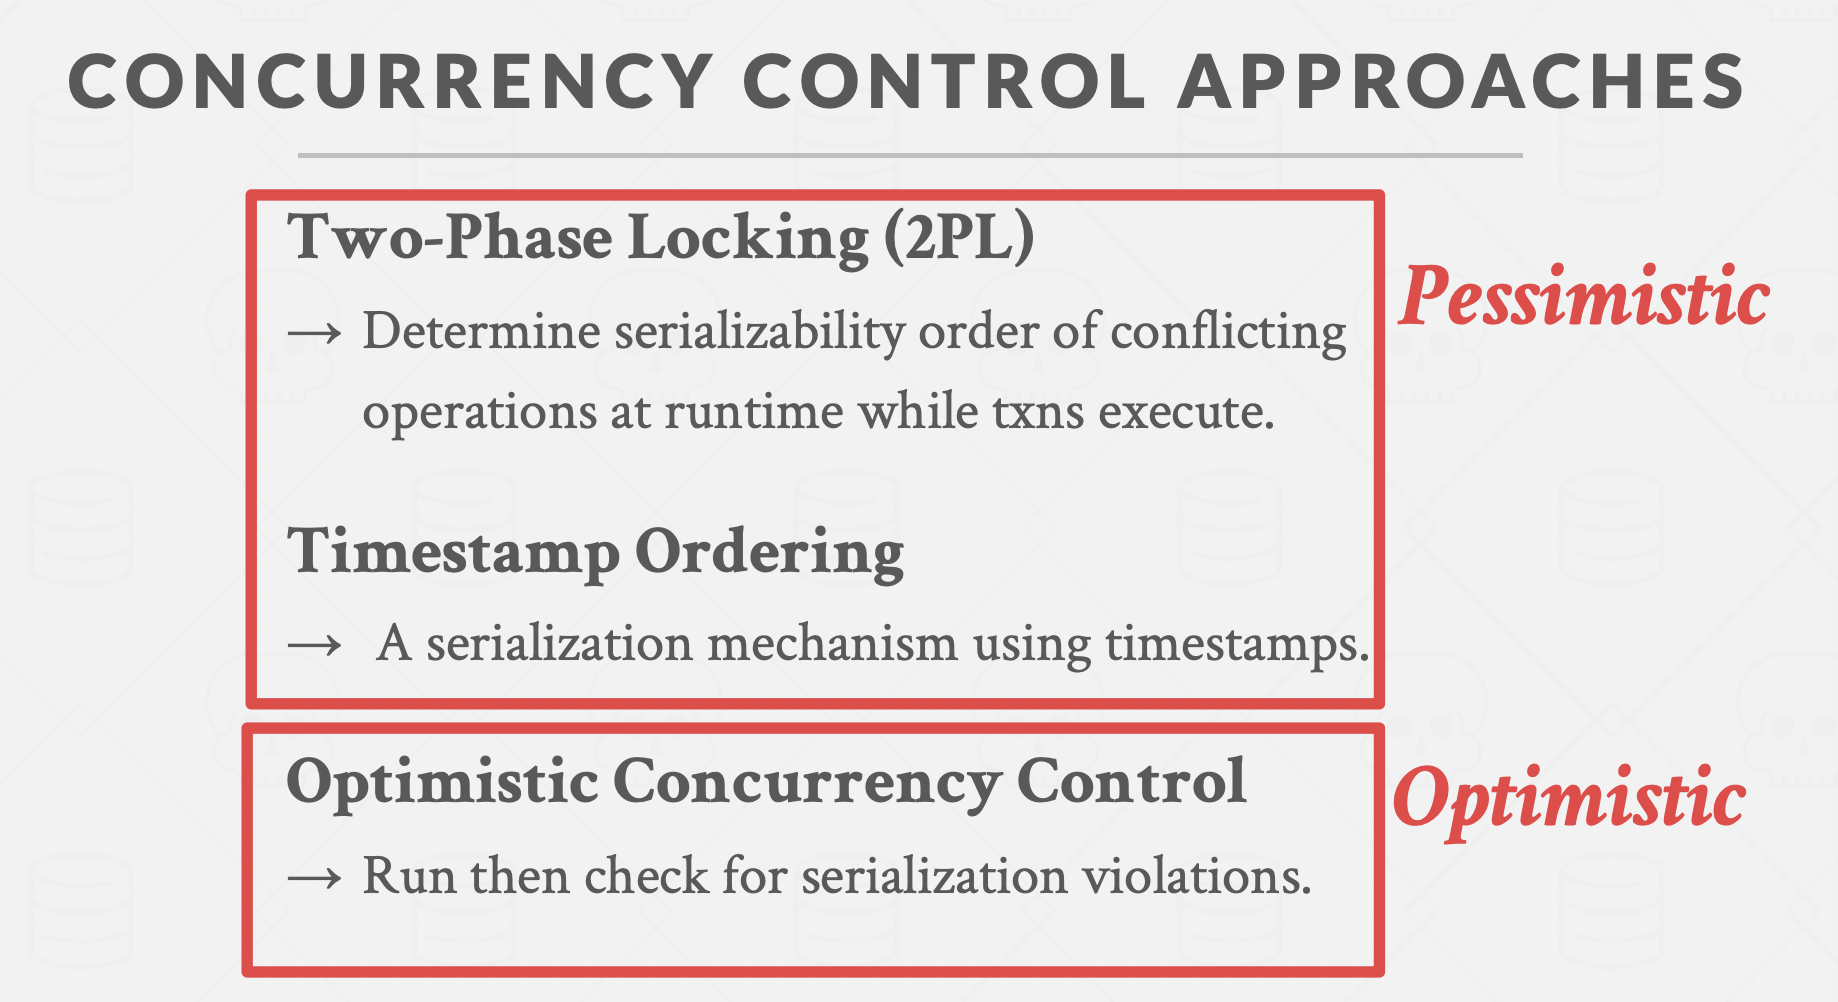 CONCURRENCY CONTROL APPROACHES
Two-Phase Locking (2PL)
→ Determine serializability order of conflicting
operations at runtime while txns execute.
Pessimistic
Timestamp Ordering
→ A serialization mechanism using timestamps.
Optimistic Concurrency Control
→ Run then check for serialization violations.
Optimistic